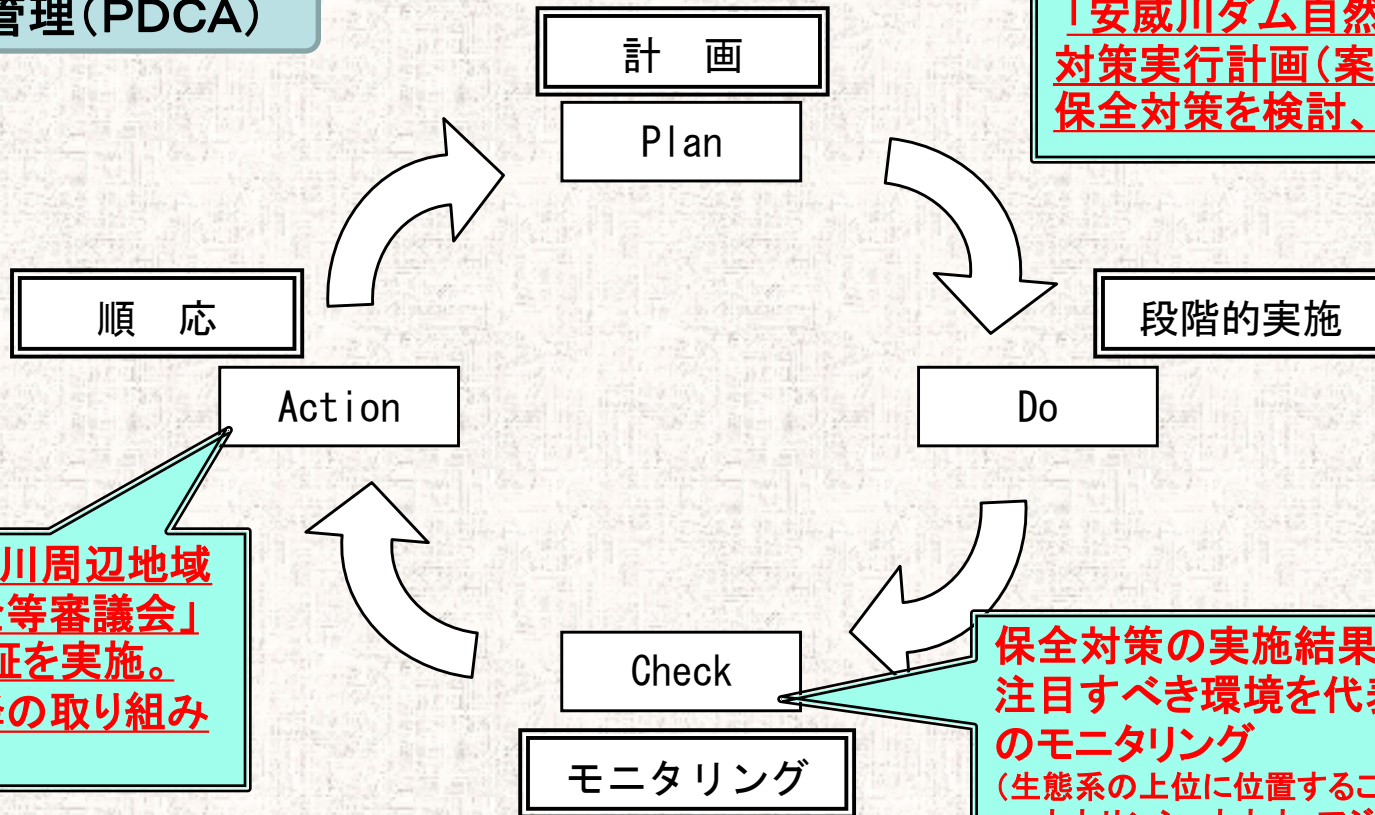 管理(PDCA)
計　画
Plan
「安威川ダム自然
対策実行計画(案
保全対策を検討、
順　応
Action
段階的実施
Do
川周辺地域
等審議会」
証を実施。
の取り組み
Check
モニタリング
保全対策の実施結果
注目すべき環境を代表
のモニタリング
(生態系の上位に位置するこ